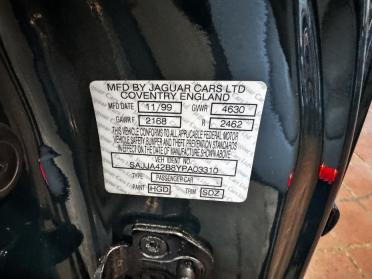 MFD BY JAGUAR CARS LTD
COVENTRY ENGLAND
MFD DATE 11/99 GVWR 4630
GAWR F 2168 R 2462
THIS VEHICLE CONFORMS TO ALL APPLICABLE FEDERAL MOTOR
VEHICLE SAFETY BUMPER AND THEFT PREVENTION STANDARDS
IN EFFECT ON THE DATE OF MANUFACTURE SHOWN ABOVE.
VEH IDENT No.
SAJJA42B8YPA03310
TYPE PASSENGER CAR
PAINT HGD TRIM SDZ